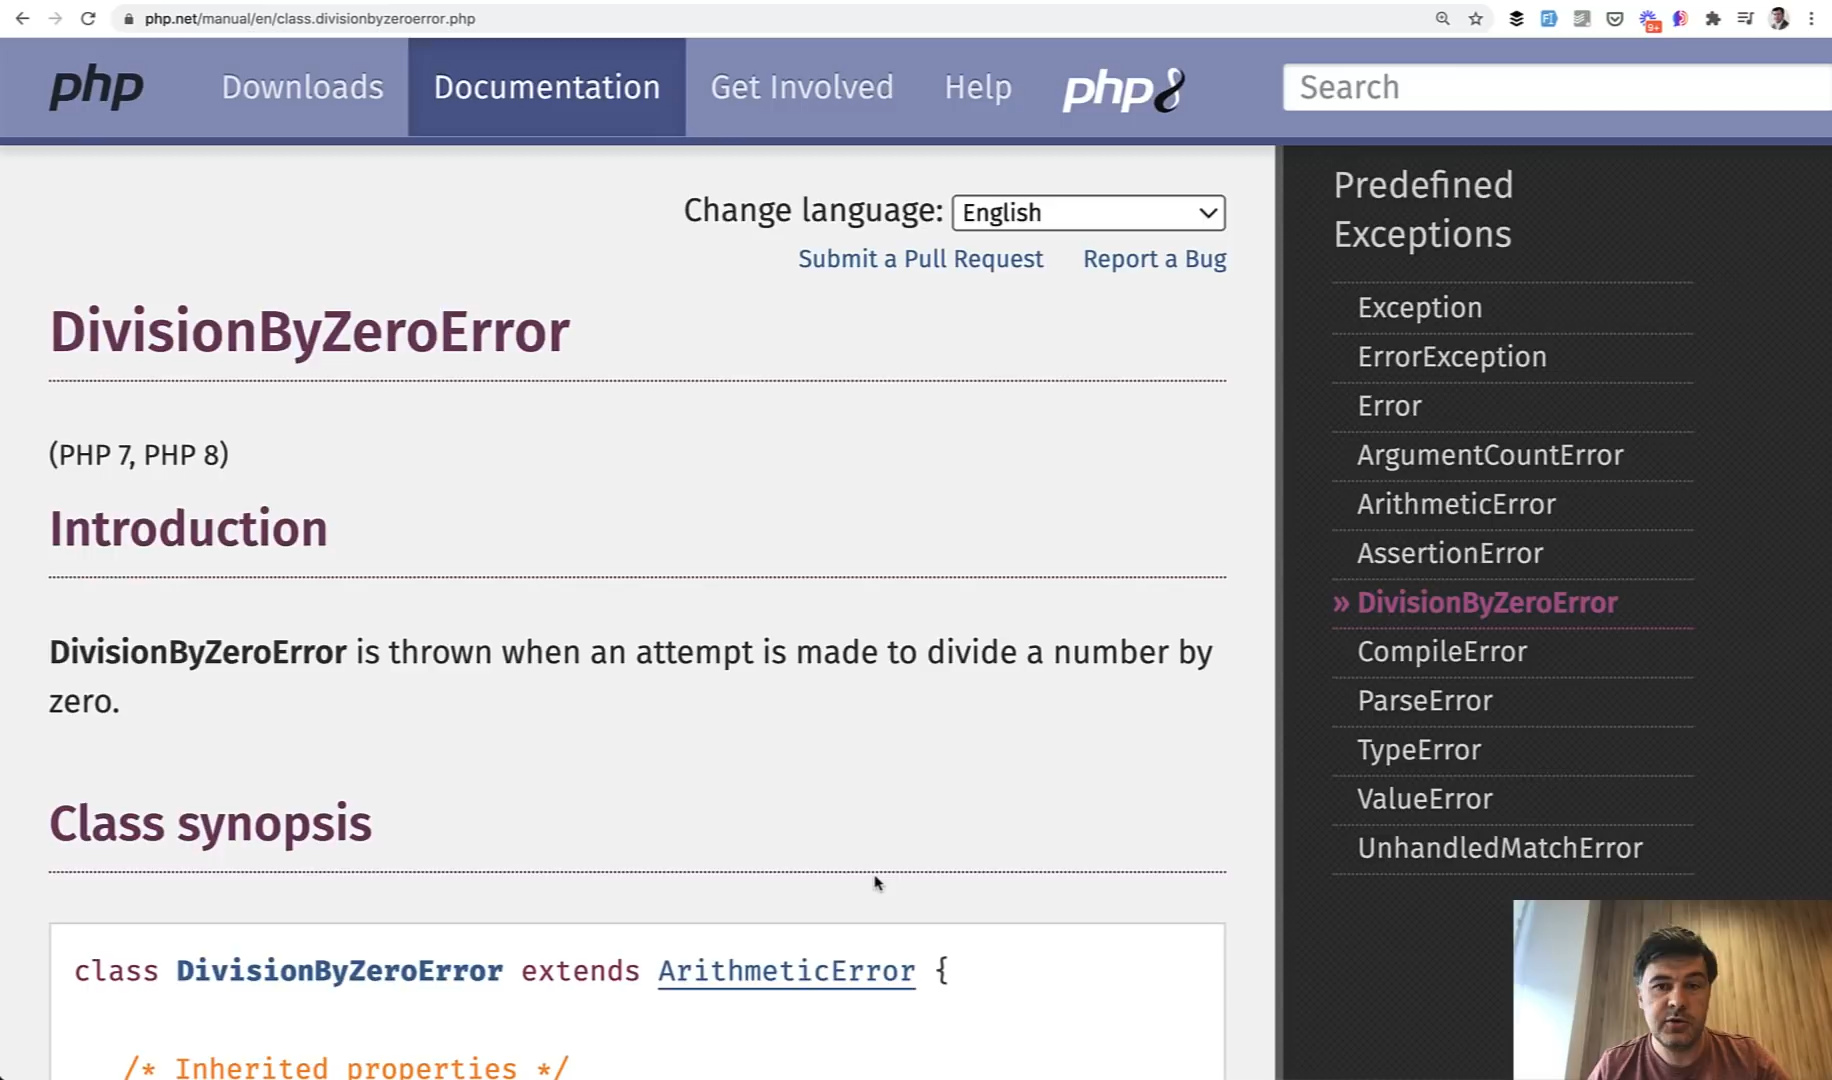 php.net/manual/en/class.divisionbyzeroerror.php
9+
php Downloads Documentation Get Involved Help php8 Search
Change language: English
Submit a Pull Request Report a Bug
DivisionByZeroError
(PHP 7, PHP 8)
Introduction
DivisionByZeroError is thrown when an attempt is made to divide a number by
zero.
Class synopsis
class DivisionByZeroError extends ArithmeticError {
/* Inherited properties */
Predefined
Exceptions
Exception
ErrorException
Error
ArgumentCountError
ArithmeticError
AssertionError
» DivisionByZeroError
CompileError
ParseError
TypeError
ValueError
UnhandledMatchError